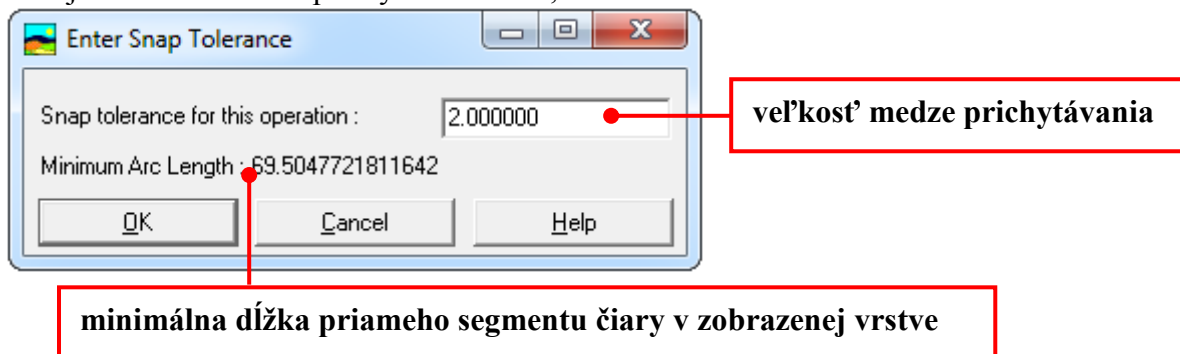 Enter Snap Tolerance
Snap tolerance for this operation : 2.000000
veľkosť medze prichytávania
Minimum Arc Length : 69.5047721811642
OK Cancel Help
minimálna dĺžka priameho segmentu čiary v zobrazenej vrstve